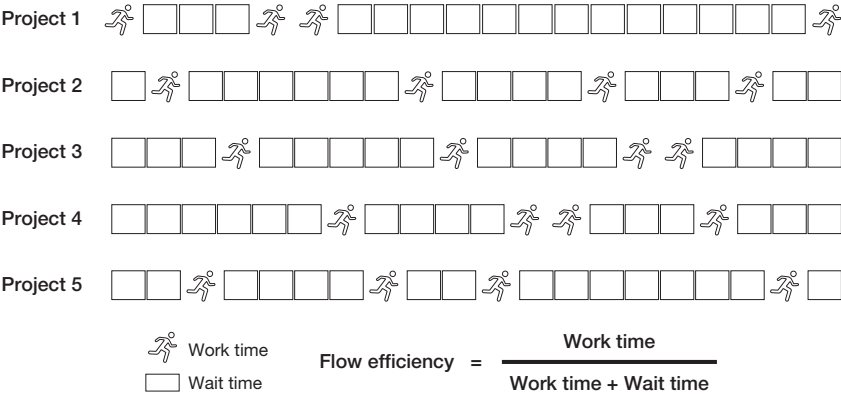 Project 1
Project 2
Project 3
Project 4
Project 5
Work time
Wait time
Flow efficiency = Work time
Work time + Wait time